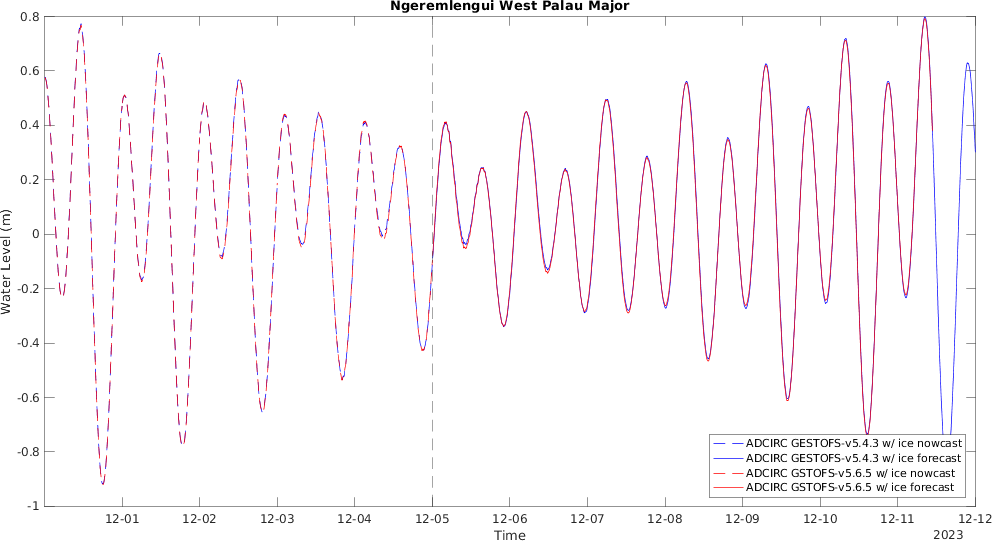 Ngeremlengui West Palau Major
0.8
0.6
0.4
0.2
0
-0.2
-0.4
-0.6
-0.8
-1
Water Level (m)
ADCIRC GESTOFS-v5.4.3 w/ ice nowcast
ADCIRC GESTOFS-v5.4.3 w/ ice forecast
ADCIRC GSTOFS-v5.6.5 w/ ice nowcast
ADCIRC GSTOFS-v5.6.5 w/ ice forecast
12-01 12-02 12-03 12-04 12-05 12-06 12-07 12-08 12-09 12-10 12-11 12-12
Time
2023